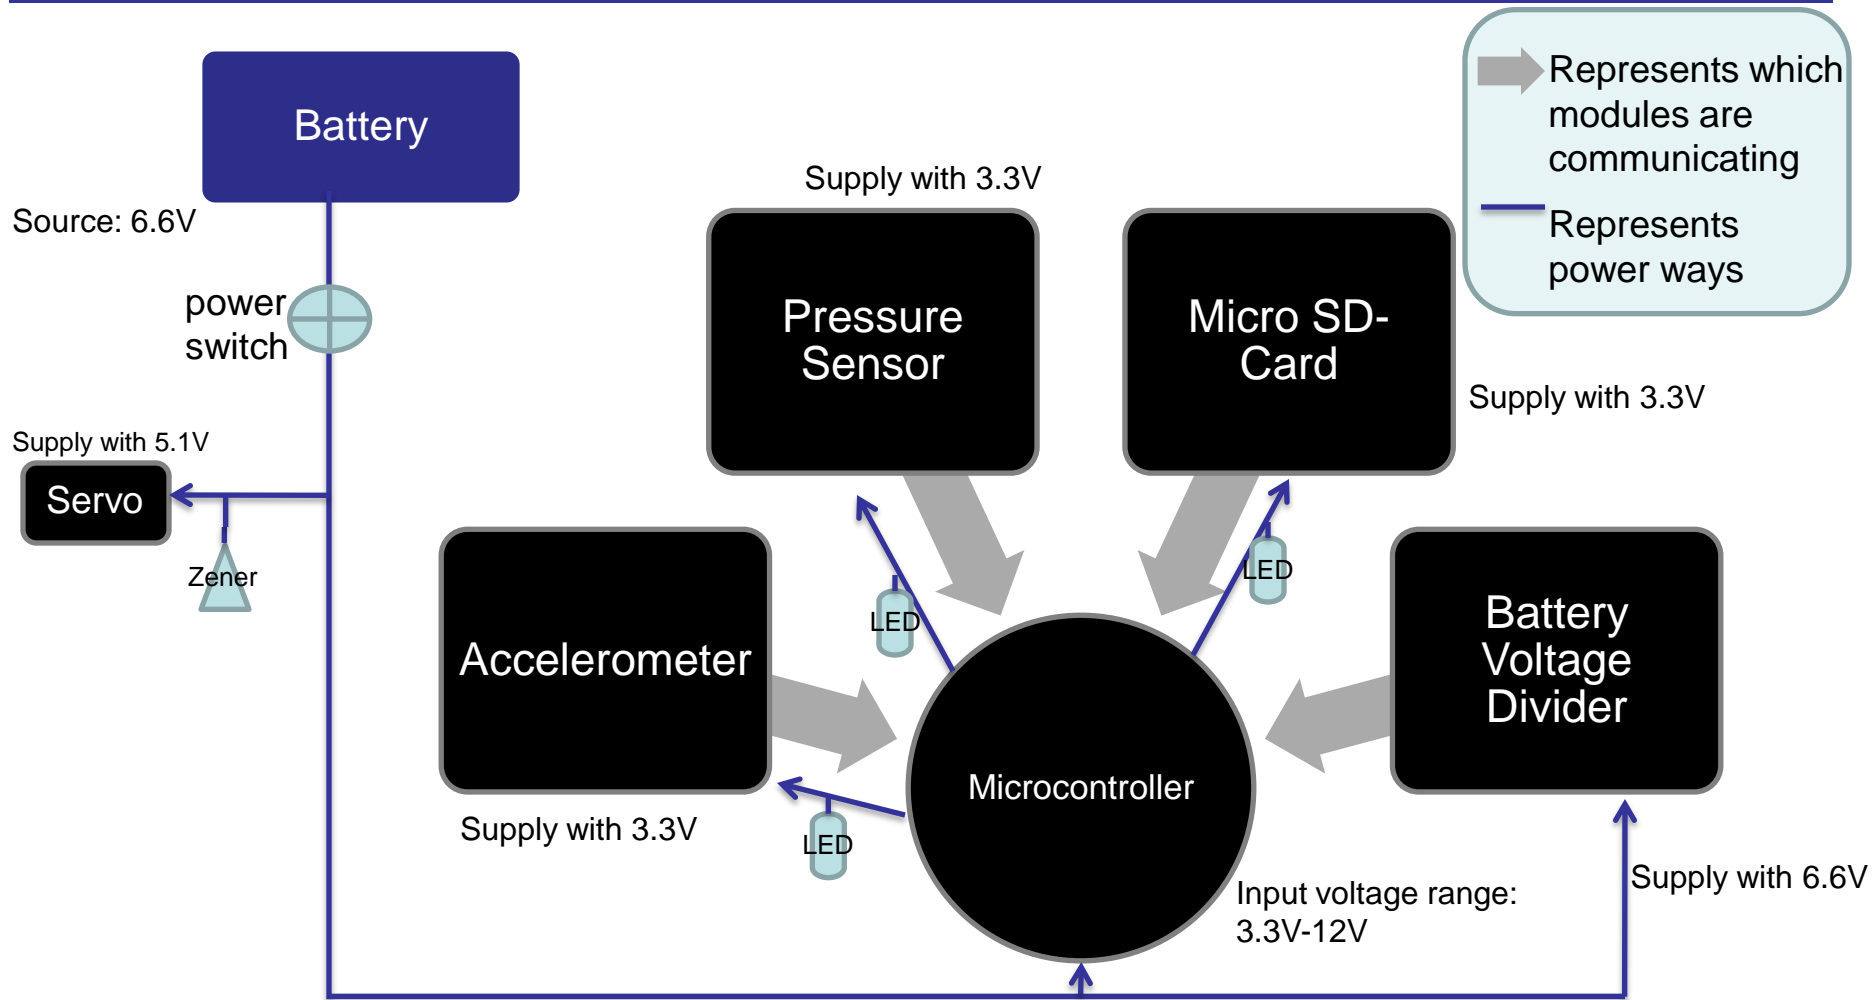 Battery
Source: 6.6V
power
switch
Supply with 5.1V
Servo
Zener
Supply with 3.3V
Pressure
Sensor
Micro SD-
Card
Supply with 3.3V
Represents which
modules are
communicating
Represents
power ways
LED
LED
Accelerometer
Supply with 3.3V
LED
Microcontroller
Input voltage range:
3.3V-12V
Battery
Voltage
Divider
Supply with 6.6V